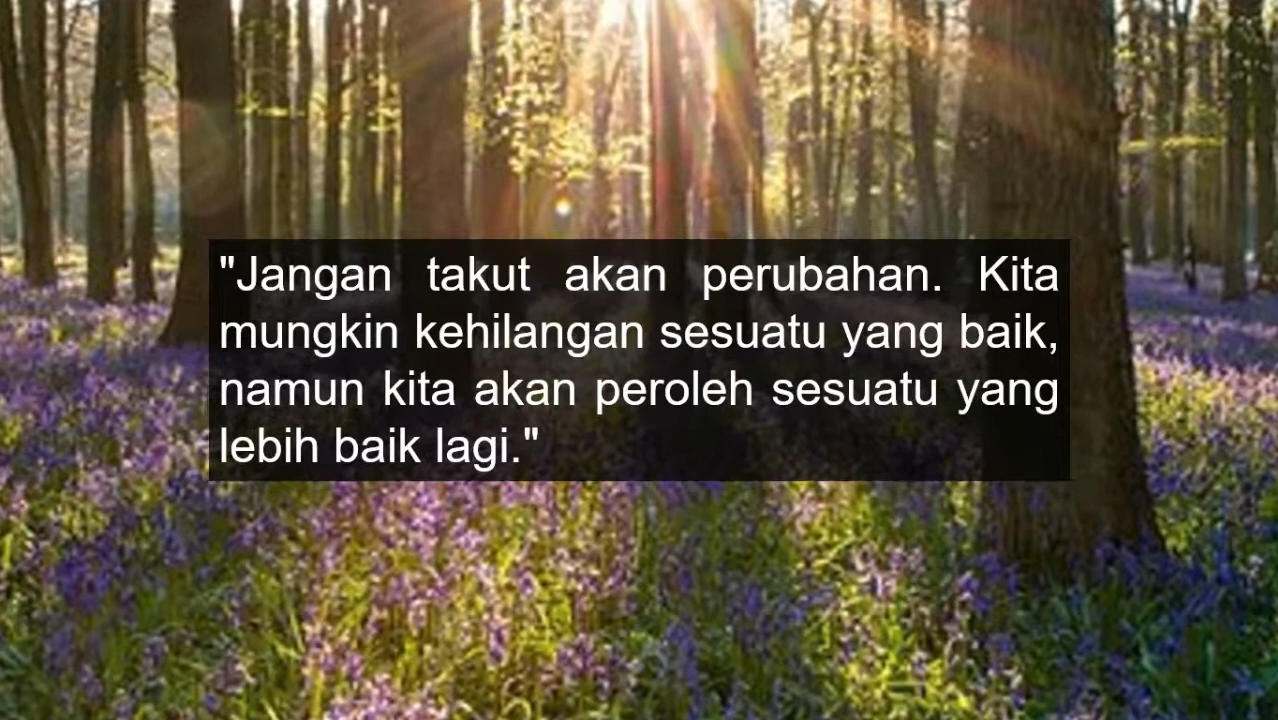 "Jangan takut akan perubahan. Kita
mungkin kehilangan sesuatu yang baik,
namun kita akan peroleh sesuatu yang
lebih baik lagi."